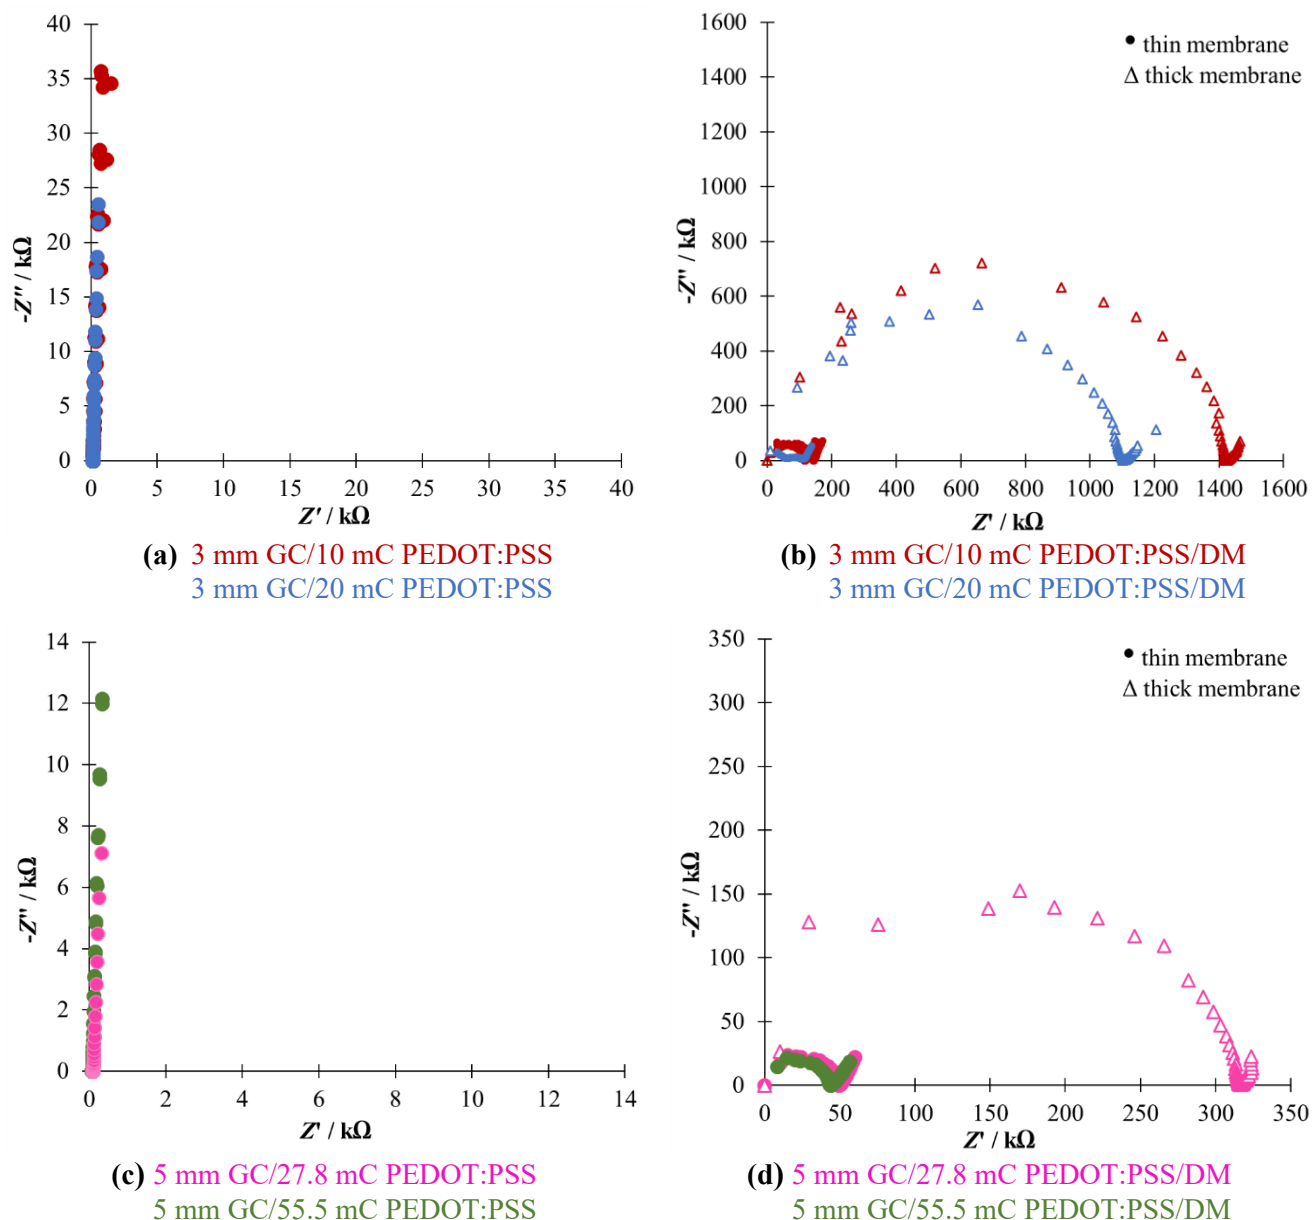 40
35
30
25
20
15
10
5
0
-Z'' / kΩ
0 5 10 15 20 25 30 35 40
Z' / kΩ
(a) 3 mm GC/10 mC PEDOT:PSS
3 mm GC/20 mC PEDOT:PSS
1600
1400
1200
1000
800
600
400
200
0
-Z'' / kΩ
0 200 400 600 800 1000 1200 1400 1600
Z' / kΩ
• thin membrane
Δ thick membrane
(b) 3 mm GC/10 mC PEDOT:PSS/DM
3 mm GC/20 mC PEDOT:PSS/DM
14
12
10
8
6
4
2
0
-Z'' / kΩ
0 2 4 6 8 10 12 14
Z' / kΩ
(c) 5 mm GC/27.8 mC PEDOT:PSS
5 mm GC/55.5 mC PEDOT:PSS
350
300
250
200
150
100
50
0
-Z'' / kΩ
0 50 100 150 200 250 300 350
Z' / kΩ
• thin membrane
Δ thick membrane
(d) 5 mm GC/27.8 mC PEDOT:PSS/DM
5 mm GC/55.5 mC PEDOT:PSS/DM